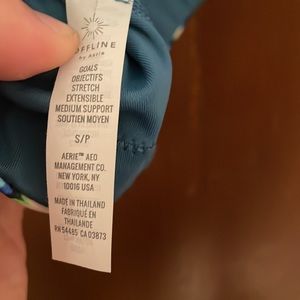 OFFLINE
by aerie
GOALS
OBJECTIFS
STRETCH
EXTENSIBLE
MEDIUM SUPPORT
SOUTIEN MOYEN
S/P
AERIE™ AEO
MANAGEMENT CO.
NEW YORK, NY
10016 USA
MADE IN THAILAND
FABRIQUÉ EN
THAÏLANDE
RN 54485 CA 03873